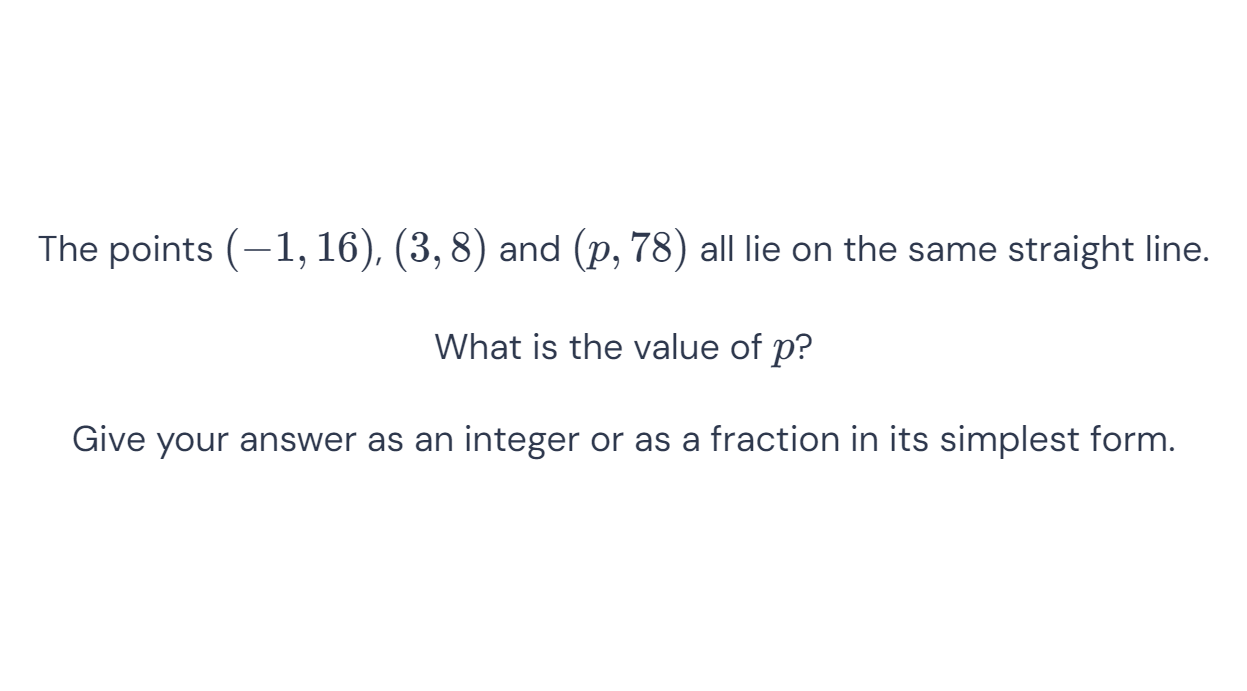 The points (−1, 16), (3, 8) and (p, 78) all lie on the same straight line.
What is the value of p?
Give your answer as an integer or as a fraction in its simplest form.